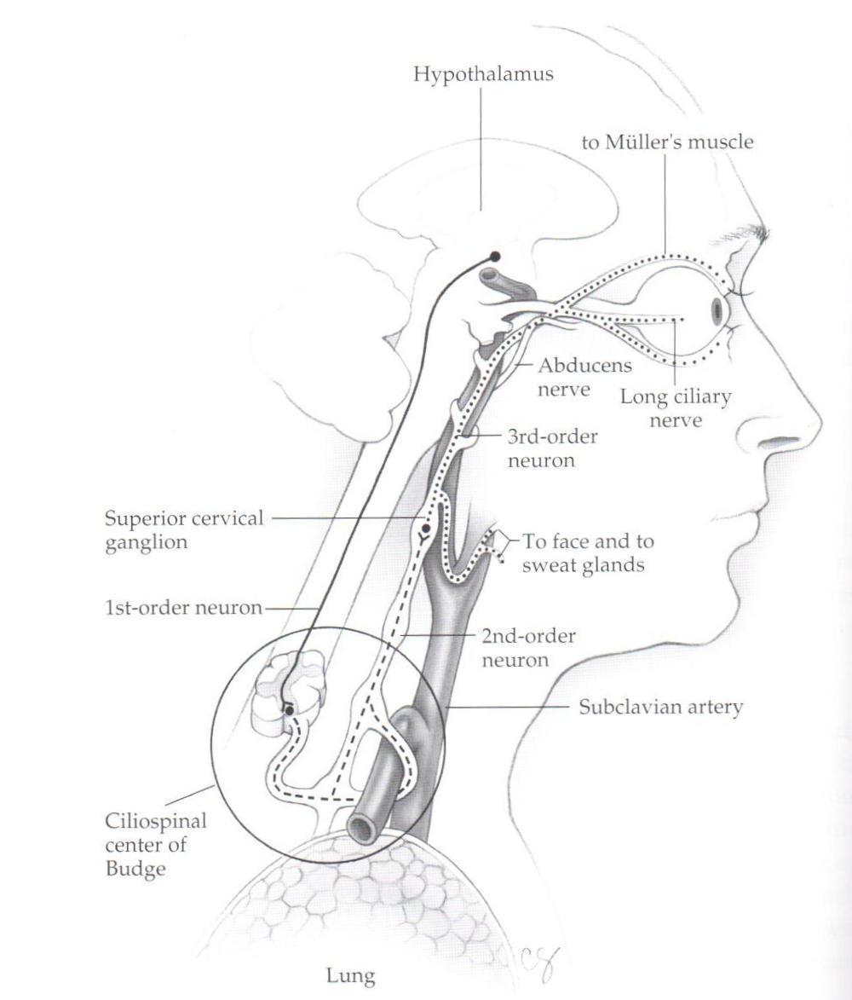 Hypothalamus
to Müller's muscle
Abducens
nerve
Long ciliary
nerve
3rd-order
neuron
Superior cervical
ganglion
To face and to
sweat glands
1st-order neuron
2nd-order
neuron
Subclavian artery
Ciliospinal
center of
Budge
Lung